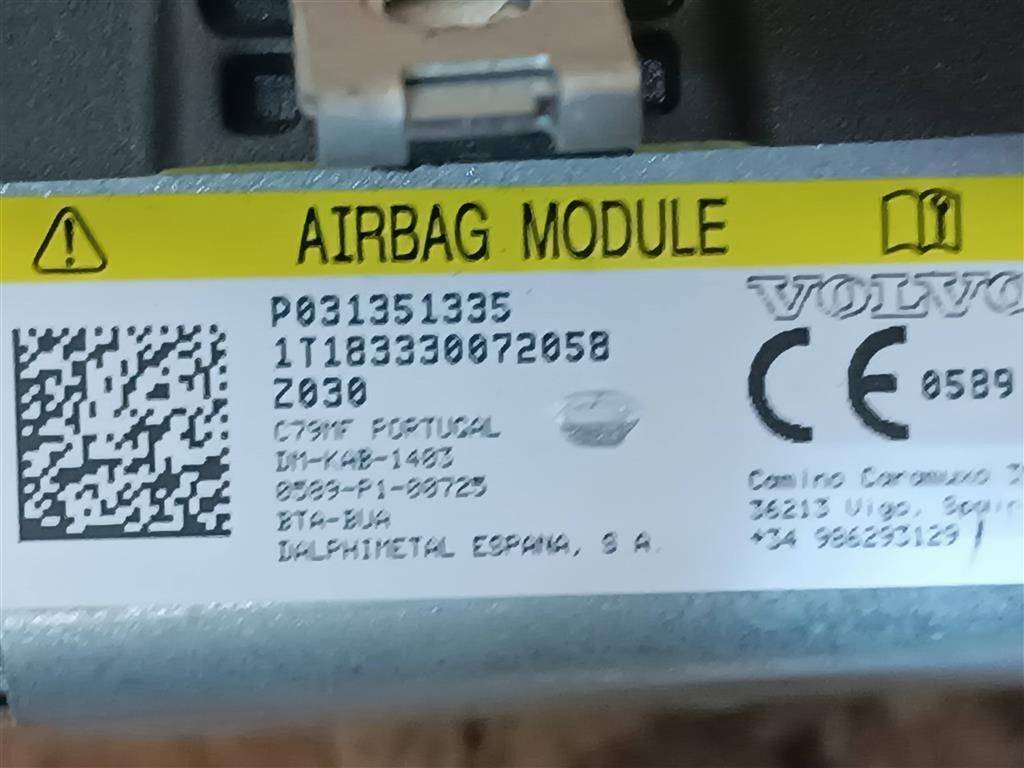 AIRBAG MODULE
P031351335
1T183330072058
Z030
C79MF PORTUGAL
DM-KAB-1403
0589-P1-00725
BTA-BUA
DALPHIMETAL ESPANA, S A.
VOLVO
CE 0589
Camino Caramuxo
36213 Vigo, Spain
+34 986293129